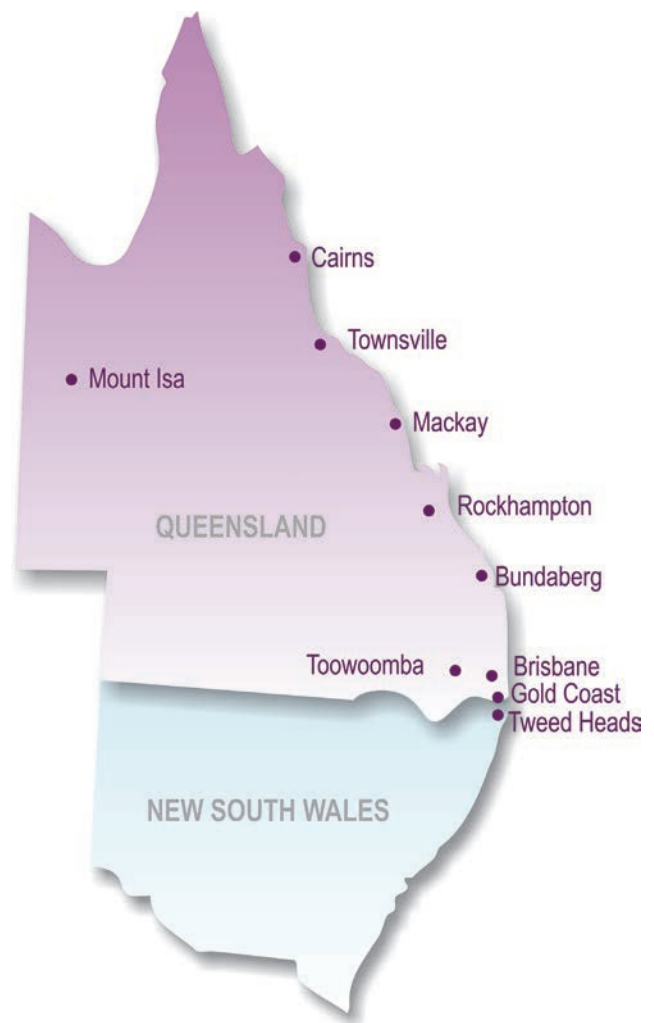 Cairns
Townsville
Mount Isa
Mackay
Rockhampton
QUEENSLAND
Bundaberg
Toowoomba
Brisbane
Gold Coast
Tweed Heads
NEW SOUTH WALES